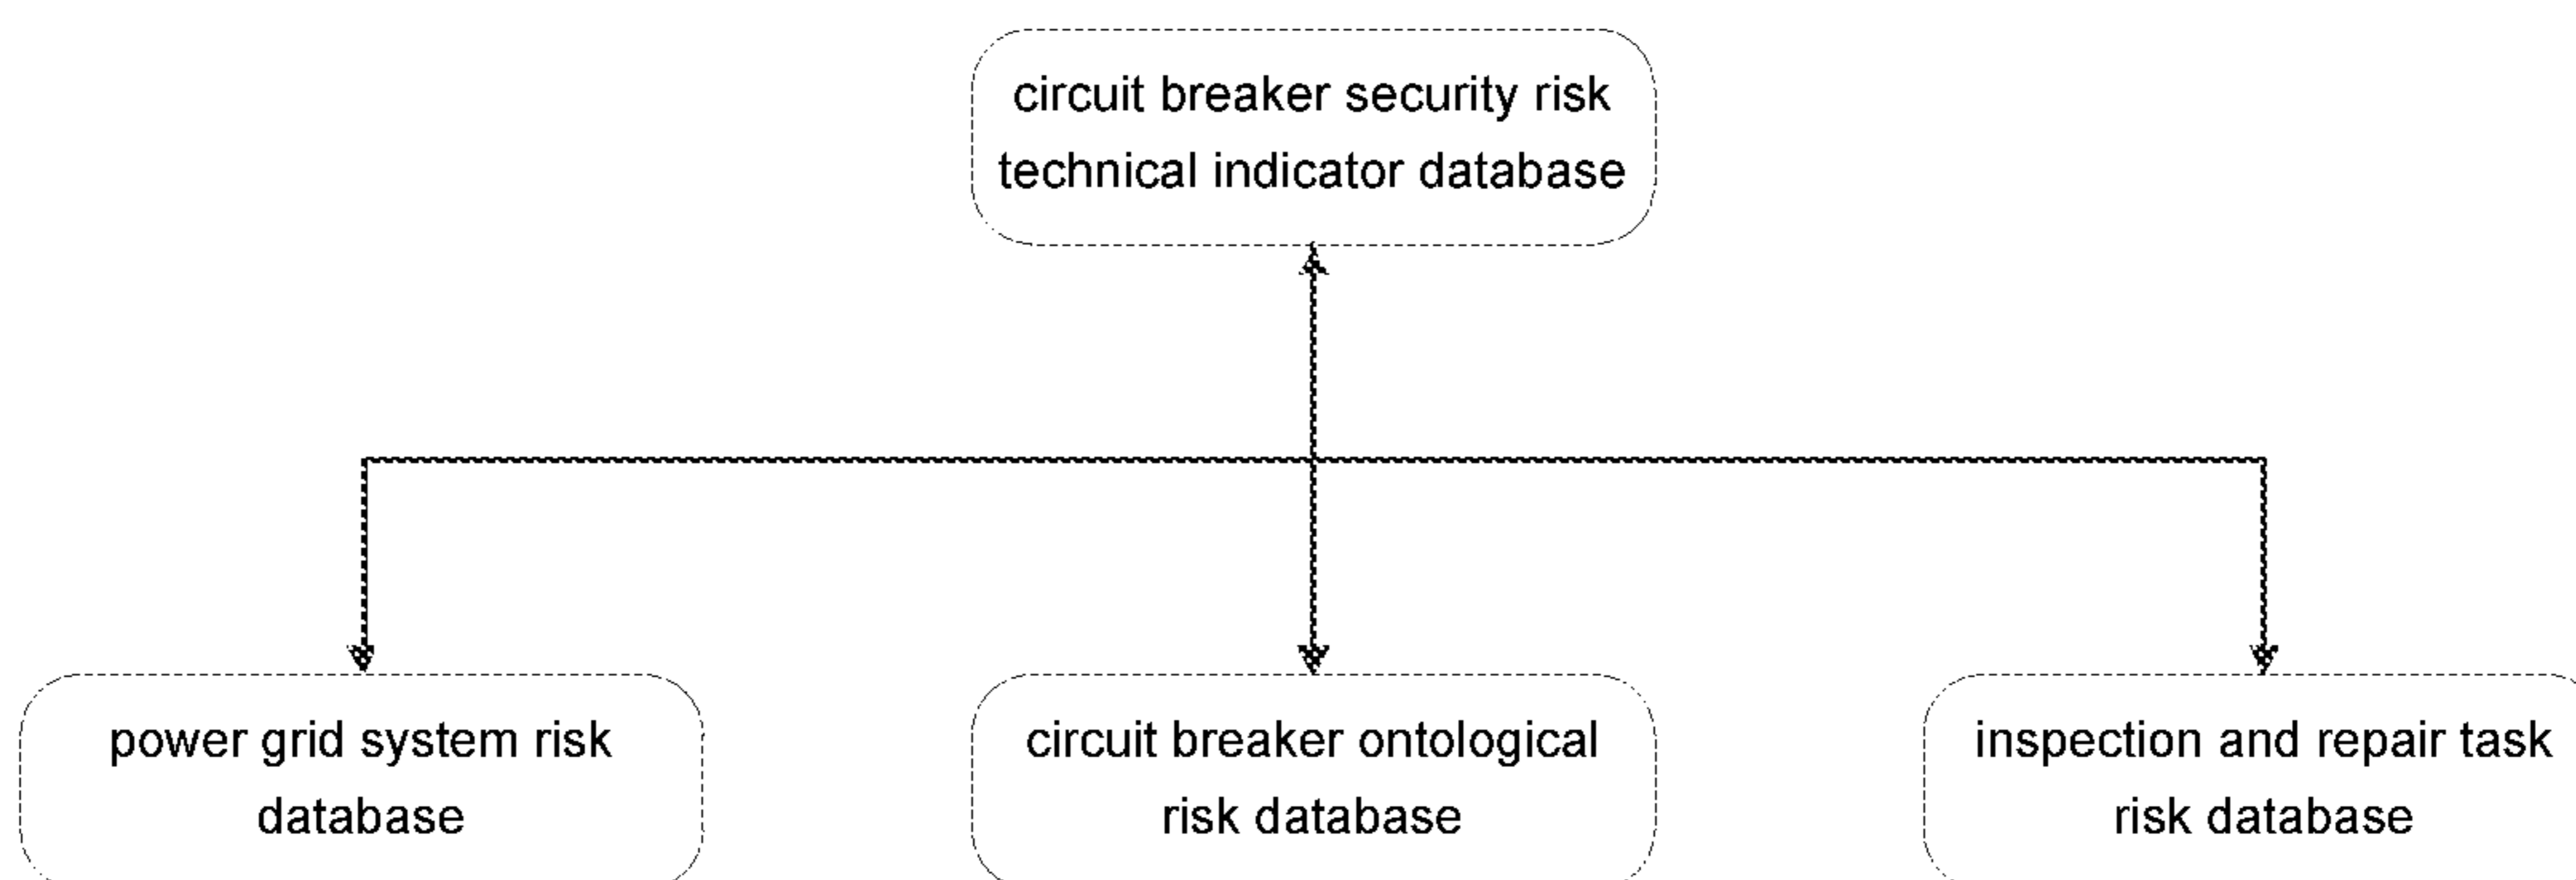 circuit breaker security risk
technical indicator database
power grid system risk
database
circuit breaker ontological
risk database
inspection and repair task
risk database